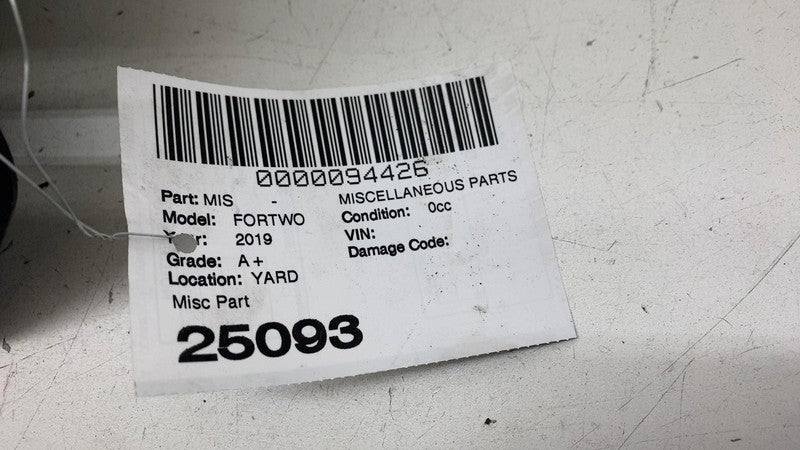 0000094426
Part: MIS - MISCELLANEOUS PARTS
Model: FORTWO Condition: 0cc
Year: 2019 VIN:
Grade: A+ Damage Code:
Location: YARD
Misc Part
25093